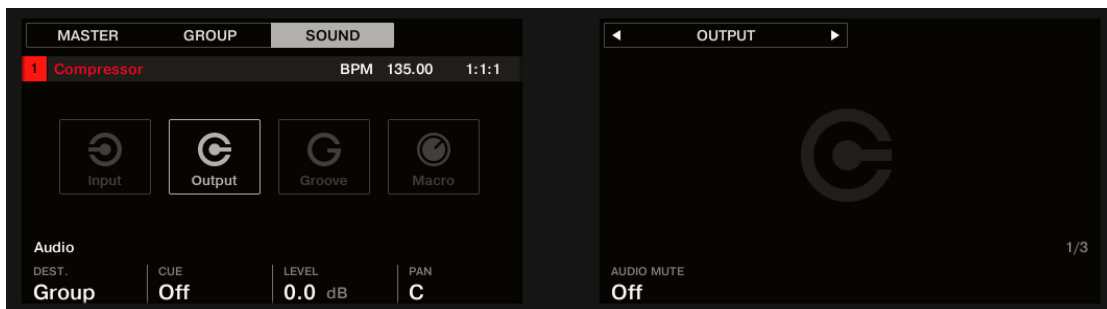 MASTER GROUP SOUND
1 Compressor BPM 135.00 1:1:1
Input Output Groove Macro
Audio
DEST. CUE LEVEL PAN
Group Off 0.0 dB C
OUTPUT
1/3
AUDIO MUTE
Off